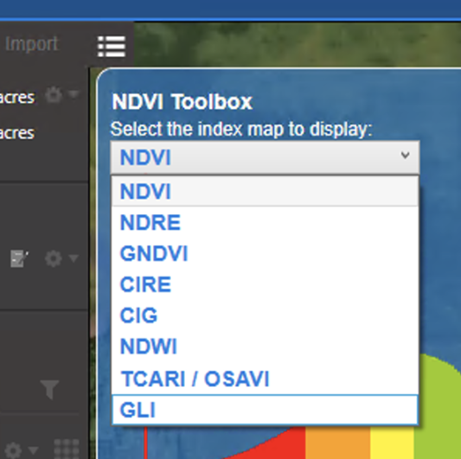 Import
acres
acres
NDVI Toolbox
Select the index map to display:
NDVI
NDVI
NDRE
GNDVI
CIRE
CIG
NDWI
TCARI / OSAVI
GLI